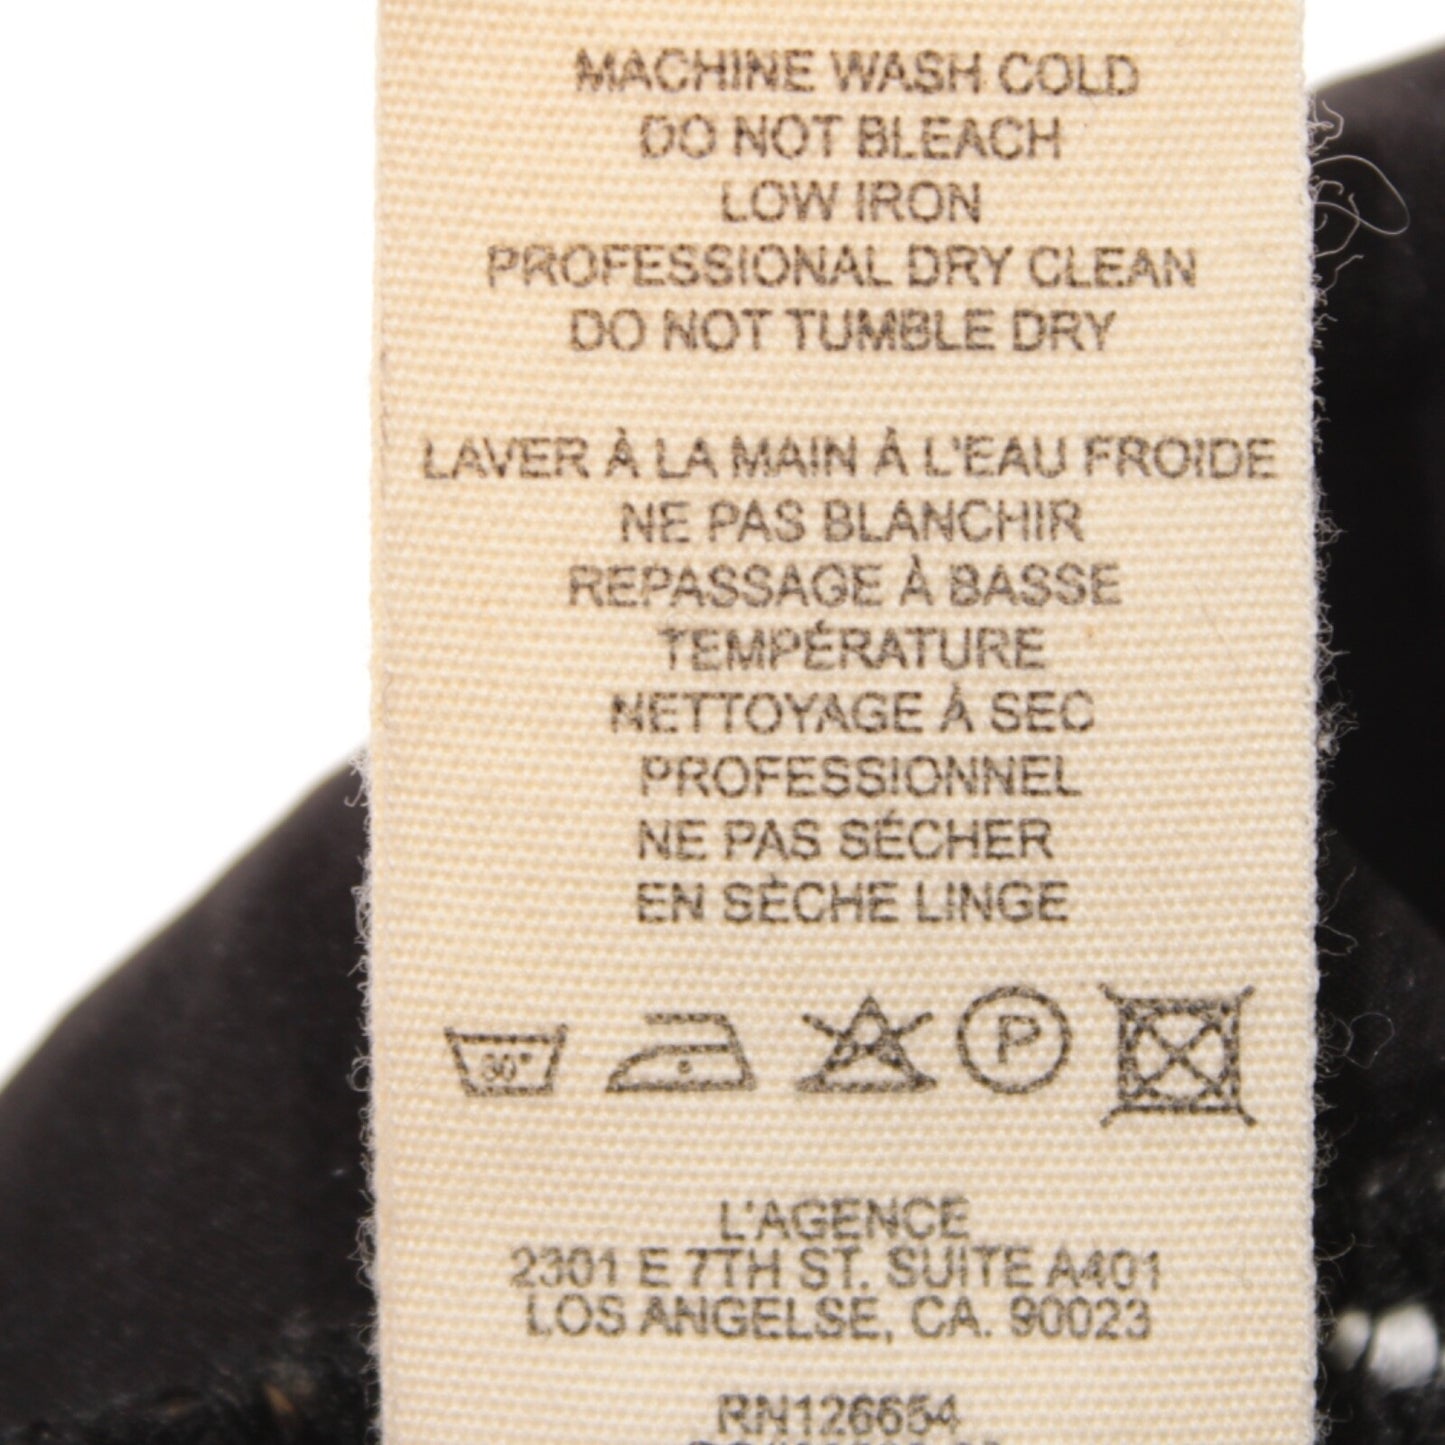 MACHINE WASH COLD
DO NOT BLEACH
LOW IRON
PROFESSIONAL DRY CLEAN
DO NOT TUMBLE DRY
LAVER À LA MAIN À L'EAU FROIDE
NE PAS BLANCHIR
REPASSAGE À BASSE
TEMPÉRATURE
NETTOYAGE À SEC
PROFESSIONNEL
NE PAS SÉCHER
EN SÈCHE LINGE
30° P
L'AGENCE
2301 E 7TH ST. SUITE A401
LOS ANGELSE, CA. 90023
RN126654